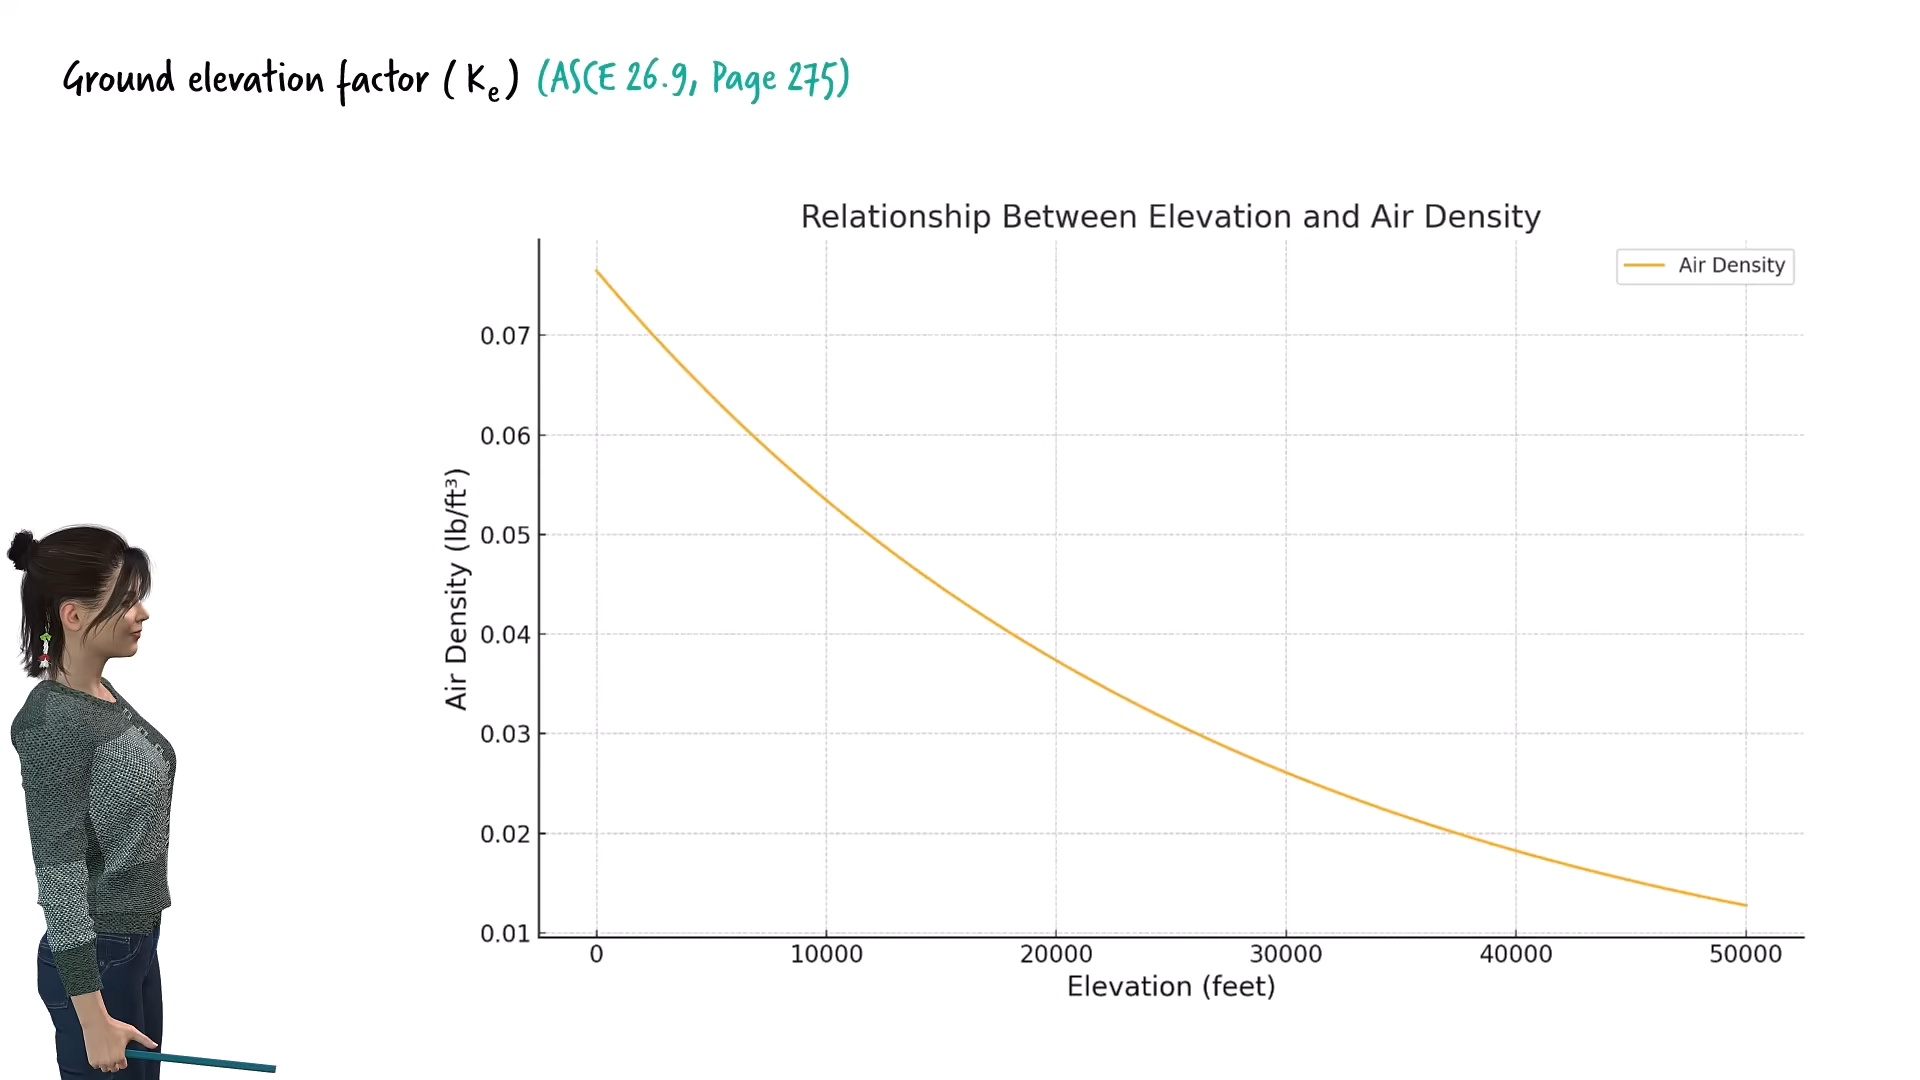 Ground elevation factor (Ke) (ASCE 26.9, Page 275)
Relationship Between Elevation and Air Density
Air Density
0.07
0.06
0.05
0.04
0.03
0.02
0.01
Air Density (lb/ft³)
0 10000 20000 30000 40000 50000
Elevation (feet)